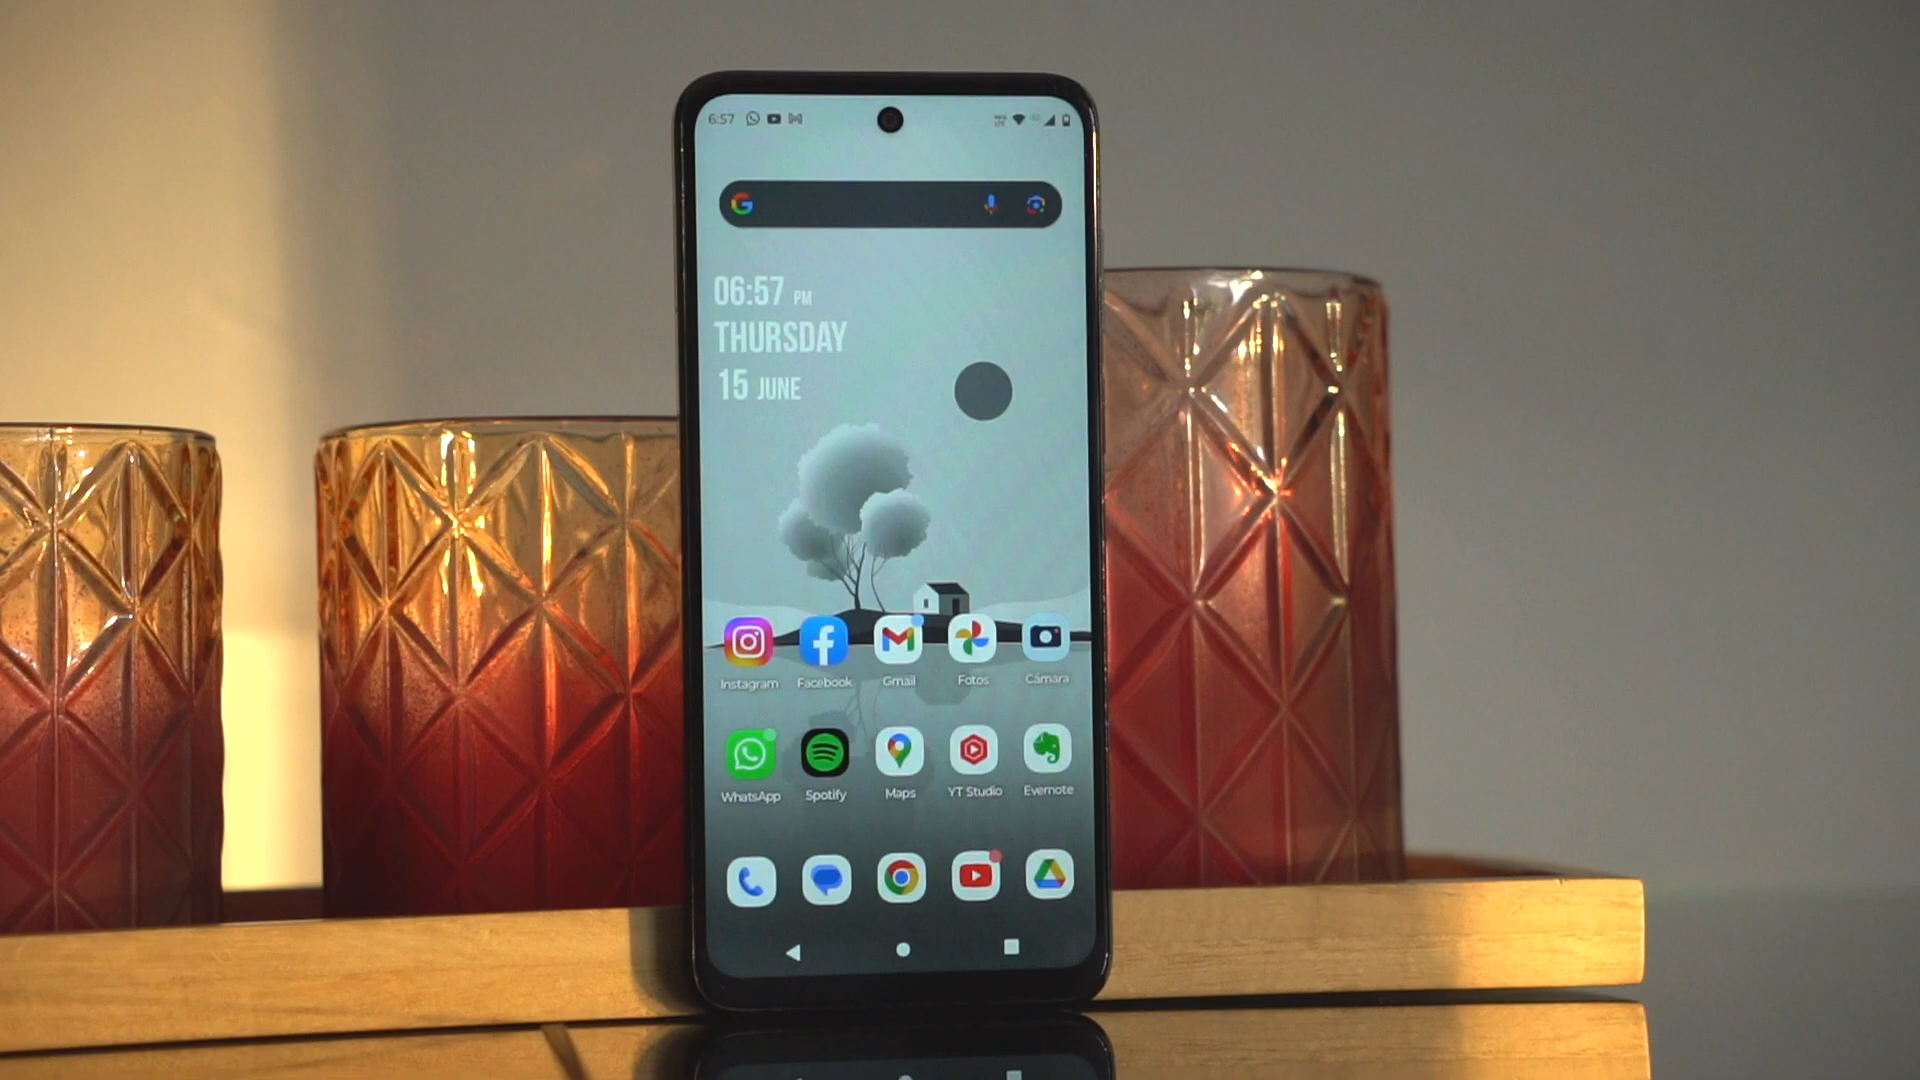 6:57
06:57 PM
THURSDAY
15 JUNE
Instagram Facebook Gmail Fotos Cámara
WhatsApp Spotify Maps YT Studio Evernote